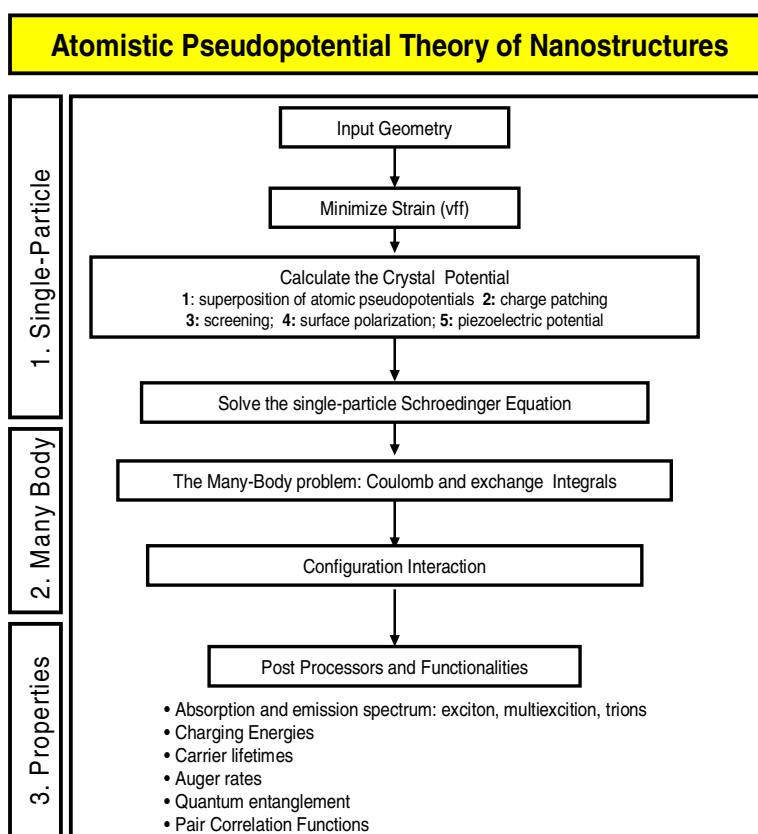 Atomistic Pseudopotential Theory of Nanostructures
1. Single-Particle
Input Geometry
Minimize Strain (vff)
Calculate the Crystal Potential
1: superposition of atomic pseudopotentials 2: charge patching
3: screening; 4: surface polarization; 5: piezoelectric potential
Solve the single-particle Schroedinger Equation
2. Many Body
The Many-Body problem: Coulomb and exchange Integrals
Configuration Interaction
3. Properties
Post Processors and Functionalities
• Absorption and emission spectrum: exciton, multiexcition, trions
• Charging Energies
• Carrier lifetimes
• Auger rates
• Quantum entanglement
• Pair Correlation Functions